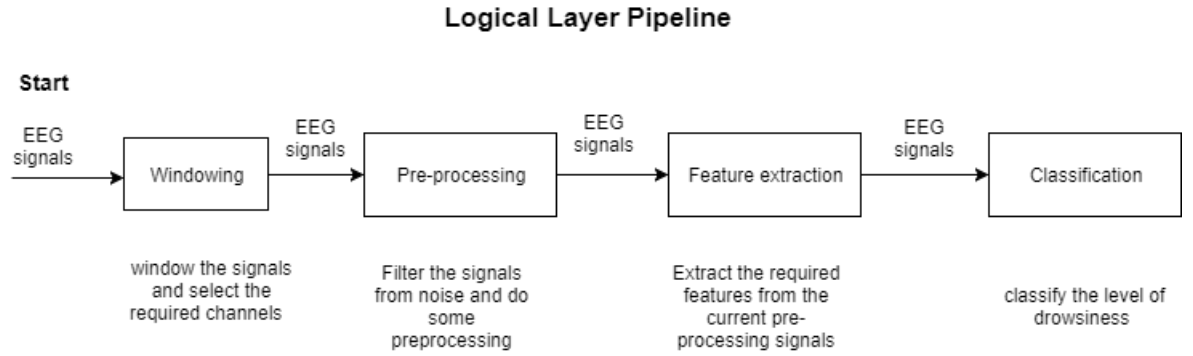 Logical Layer Pipeline
Start
EEG
signals
Windowing
EEG
signals
Pre-processing
EEG
signals
Feature extraction
EEG
signals
Classification
window the signals
and select the
required channels
Filter the signals
from noise and do
some
preprocessing
Extract the required
features from the
current pre-
processing signals
classify the level of
drowsiness